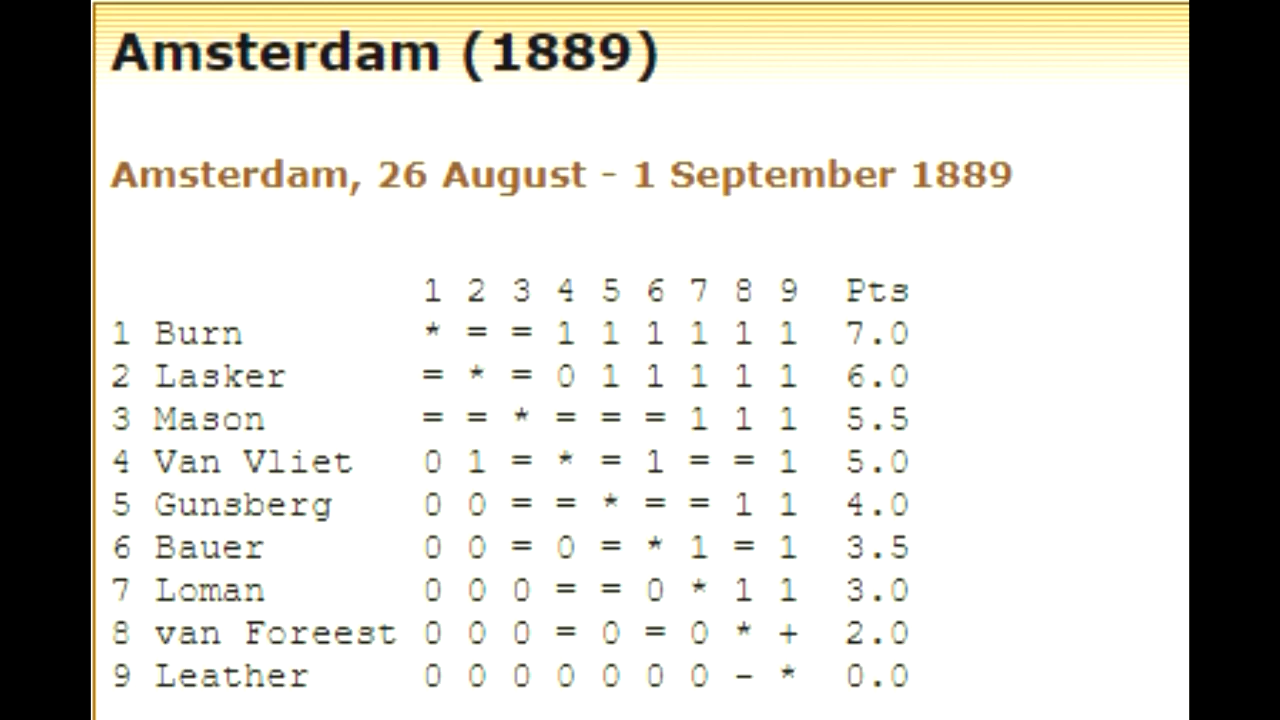 Amsterdam (1889)
Amsterdam, 26 August - 1 September 1889
1 2 3 4 5 6 7 8 9 Pts
1 Burn * = = 1 1 1 1 1 1 7.0
2 Lasker = * = 0 1 1 1 1 1 6.0
3 Mason = = * = = = 1 1 1 5.5
4 Van Vliet 0 1 = * = 1 = = 1 5.0
5 Gunsberg 0 0 = = * = = 1 1 4.0
6 Bauer 0 0 = 0 = * 1 = 1 3.5
7 Loman 0 0 0 = = 0 * 1 1 3.0
8 van Foreest 0 0 0 = 0 = 0 * + 2.0
9 Leather 0 0 0 0 0 0 0 - * 0.0